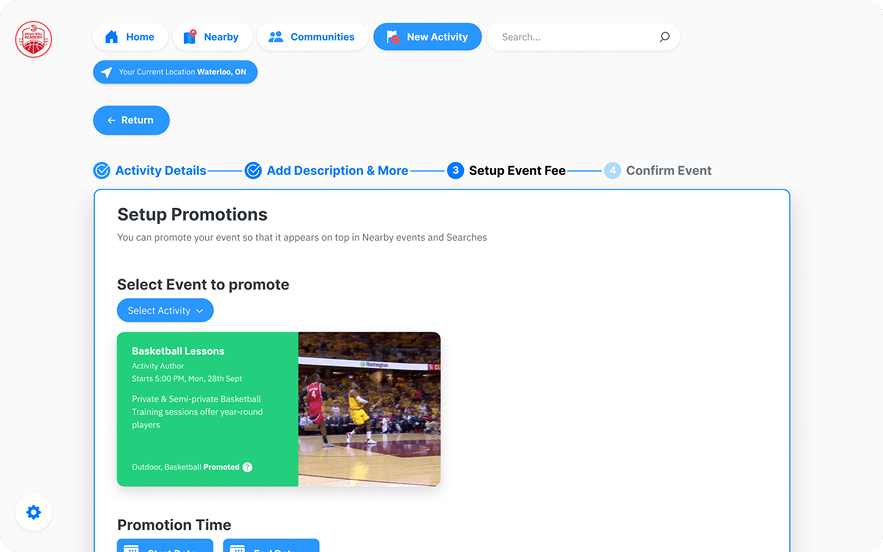 Home
Nearby
Communities
New Activity
Search...
Your Current Location Waterloo, ON
← Return
Activity Details
Add Description & More
3 Setup Event Fee
4 Confirm Event
Setup Promotions
You can promote your event so that it appears on top in Nearby events and Searches
Select Event to promote
Select Activity
Basketball Lessons
Activity Author
Starts 5:00 PM, Mon, 28th Sept
Private & Semi-private Basketball
Training sessions offer year-round
players
Outdoor, Basketball Promoted ?
Huntington
4
Promotion Time